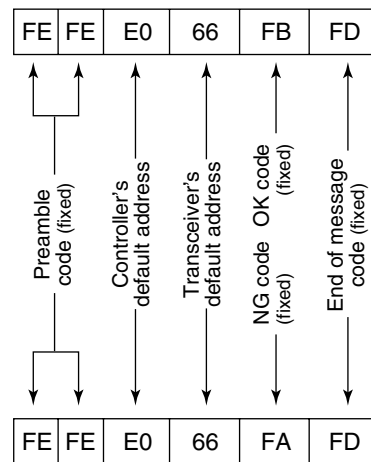 FE FE E0 66 FB FD
Preamble
code (fixed)
Controller's
default address
Transceiver's
default address
OK code
(fixed)
NG code
(fixed)
End of message
code (fixed)
FE FE E0 66 FA FD